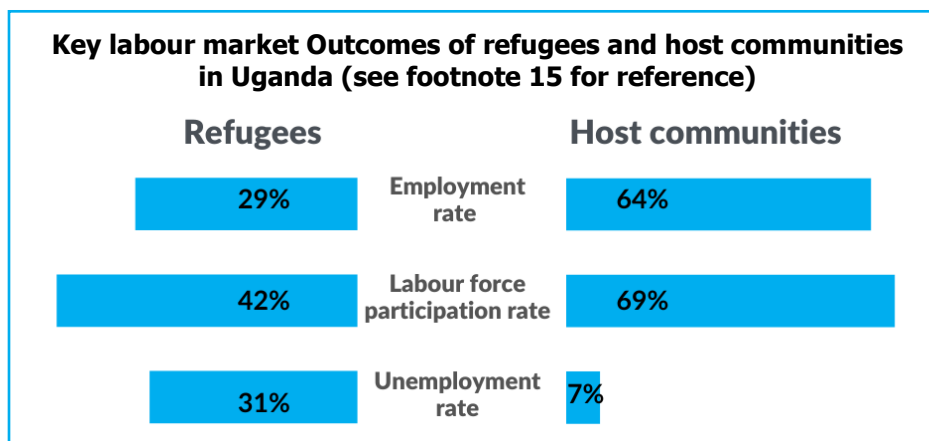 Key labour market Outcomes of refugees and host communities
in Uganda (see footnote 15 for reference)
Refugees
Host communities
29%
Employment
rate
64%
42%
Labour force
participation rate
69%
31%
Unemployment
rate
7%